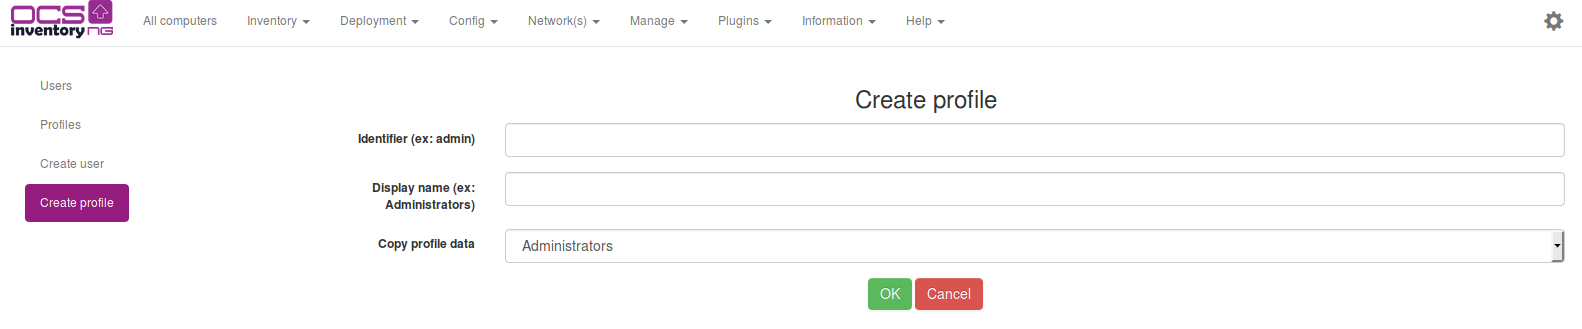 OCS
inventory NG
All computers
Inventory
Deployment
Config
Network(s)
Manage
Plugins
Information
Help
Users
Profiles
Create user
Create profile
Create profile
Identifier (ex: admin)
Display name (ex:
Administrators)
Copy profile data
Administrators
OK
Cancel